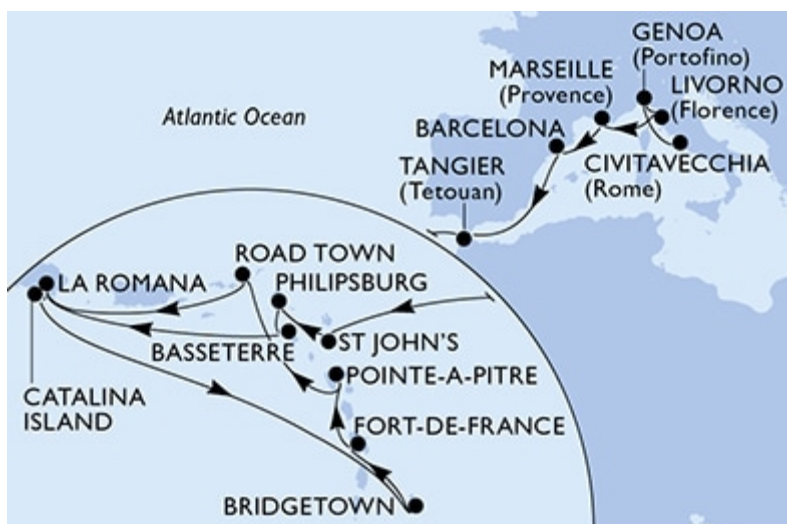 GENOA
(Portofino)
MARSEILLE
(Provence)
LIVORNO
(Florence)
Atlantic Ocean
BARCELONA
TANGIER
(Tetouan)
CIVITAVECCHIA
(Rome)
ROAD TOWN
LA ROMANA
PHILIPSBURG
BASSETERRE
ST JOHN'S
POINTE-A-PITRE
CATALINA
ISLAND
FORT-DE-FRANCE
BRIDGETOWN